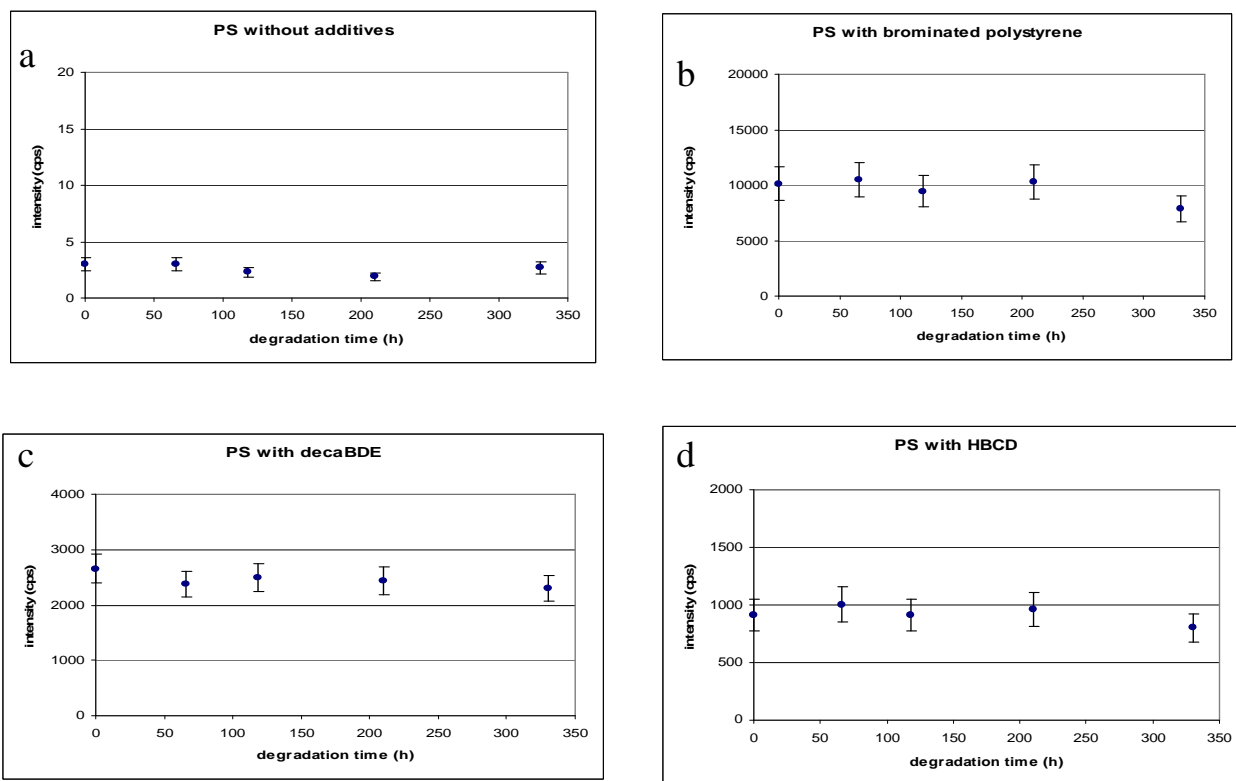 a
PS without additives
20
15
10
5
0
intensity (cps)
0 50 100 150 200 250 300 350
degradation time (h)
b
PS with brominated polystyrene
20000
15000
10000
5000
0
intensity (cps)
0 50 100 150 200 250 300 350
degradation time (h)
c
PS with decaBDE
4000
3000
2000
1000
0
intensity (cps)
0 50 100 150 200 250 300 350
degradation time (h)
d
PS with HBCD
2000
1500
1000
500
0
intensity (cps)
0 50 100 150 200 250 300 350
degradation time (h)